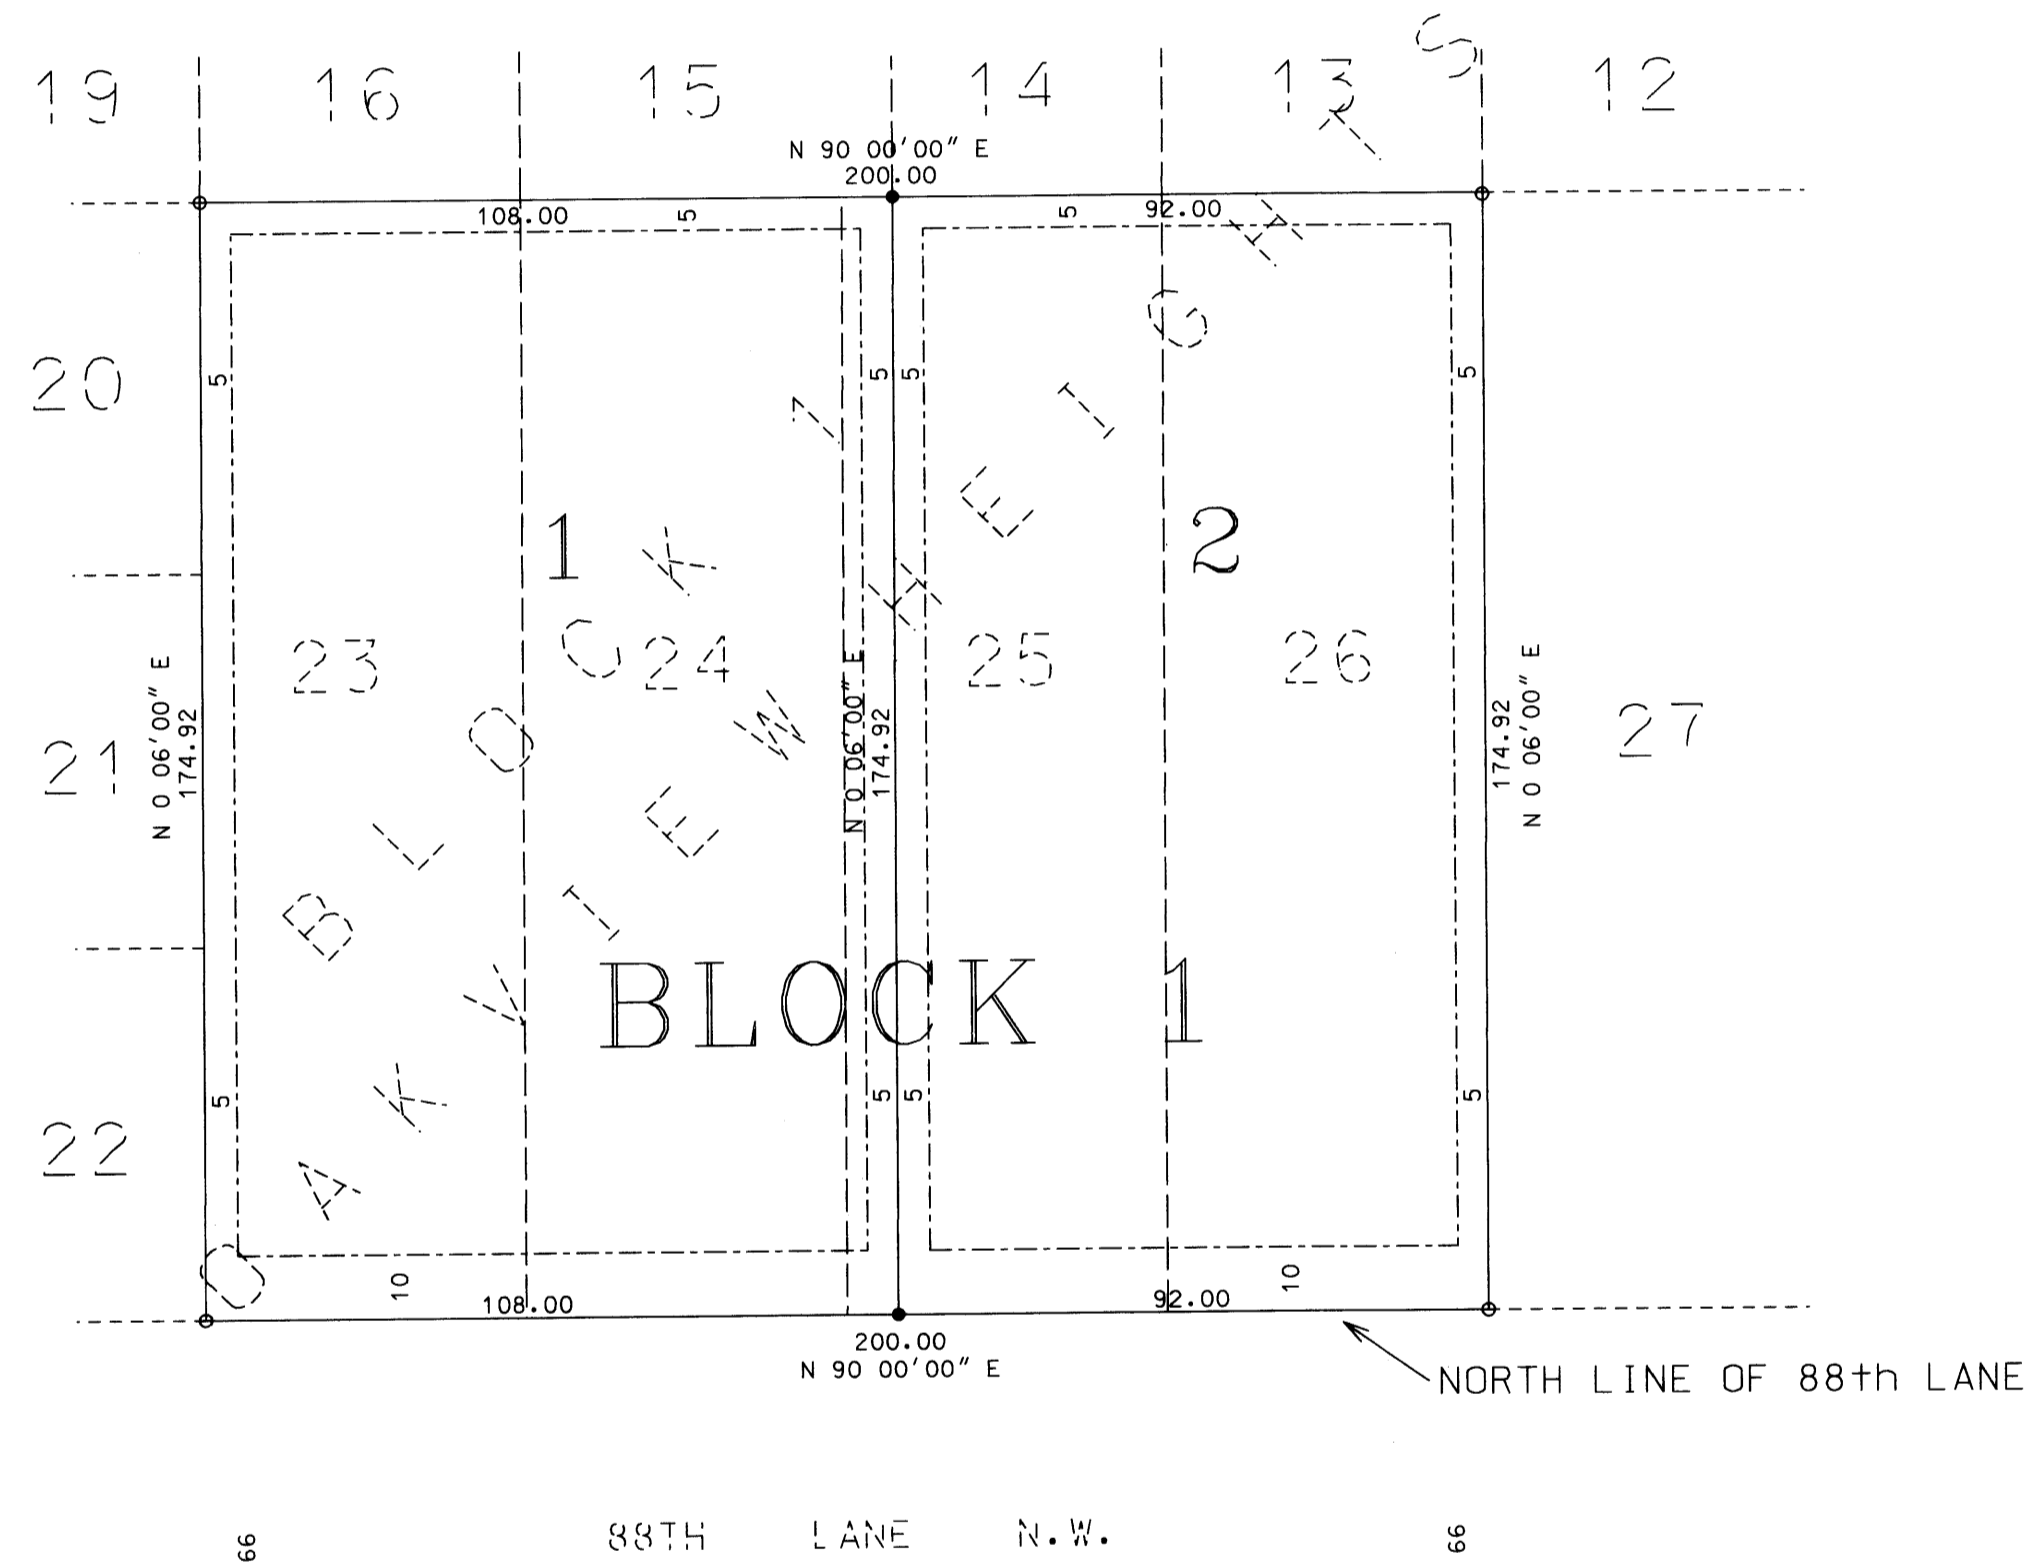 S
19 16 15 14 13 12
T
N 90 00'00" E
200.00
108.00 5 5 92.00
H
G
20 5 5 5 I 5
1 E
1 K 2
H
23 C 24 25 26
N 0 06'00" E
174.92
N 0 06'00" E
174.92
174.92
N 0 06'00" E
21 O W 27
L E
B I
V BLOCK 1
K 5 5 5 5
22 A
O
10 10
108.00 92.00
200.00
N 90 00'00" E
NORTH LINE OF 88th LANE
66 88TH LANE N.W. 66